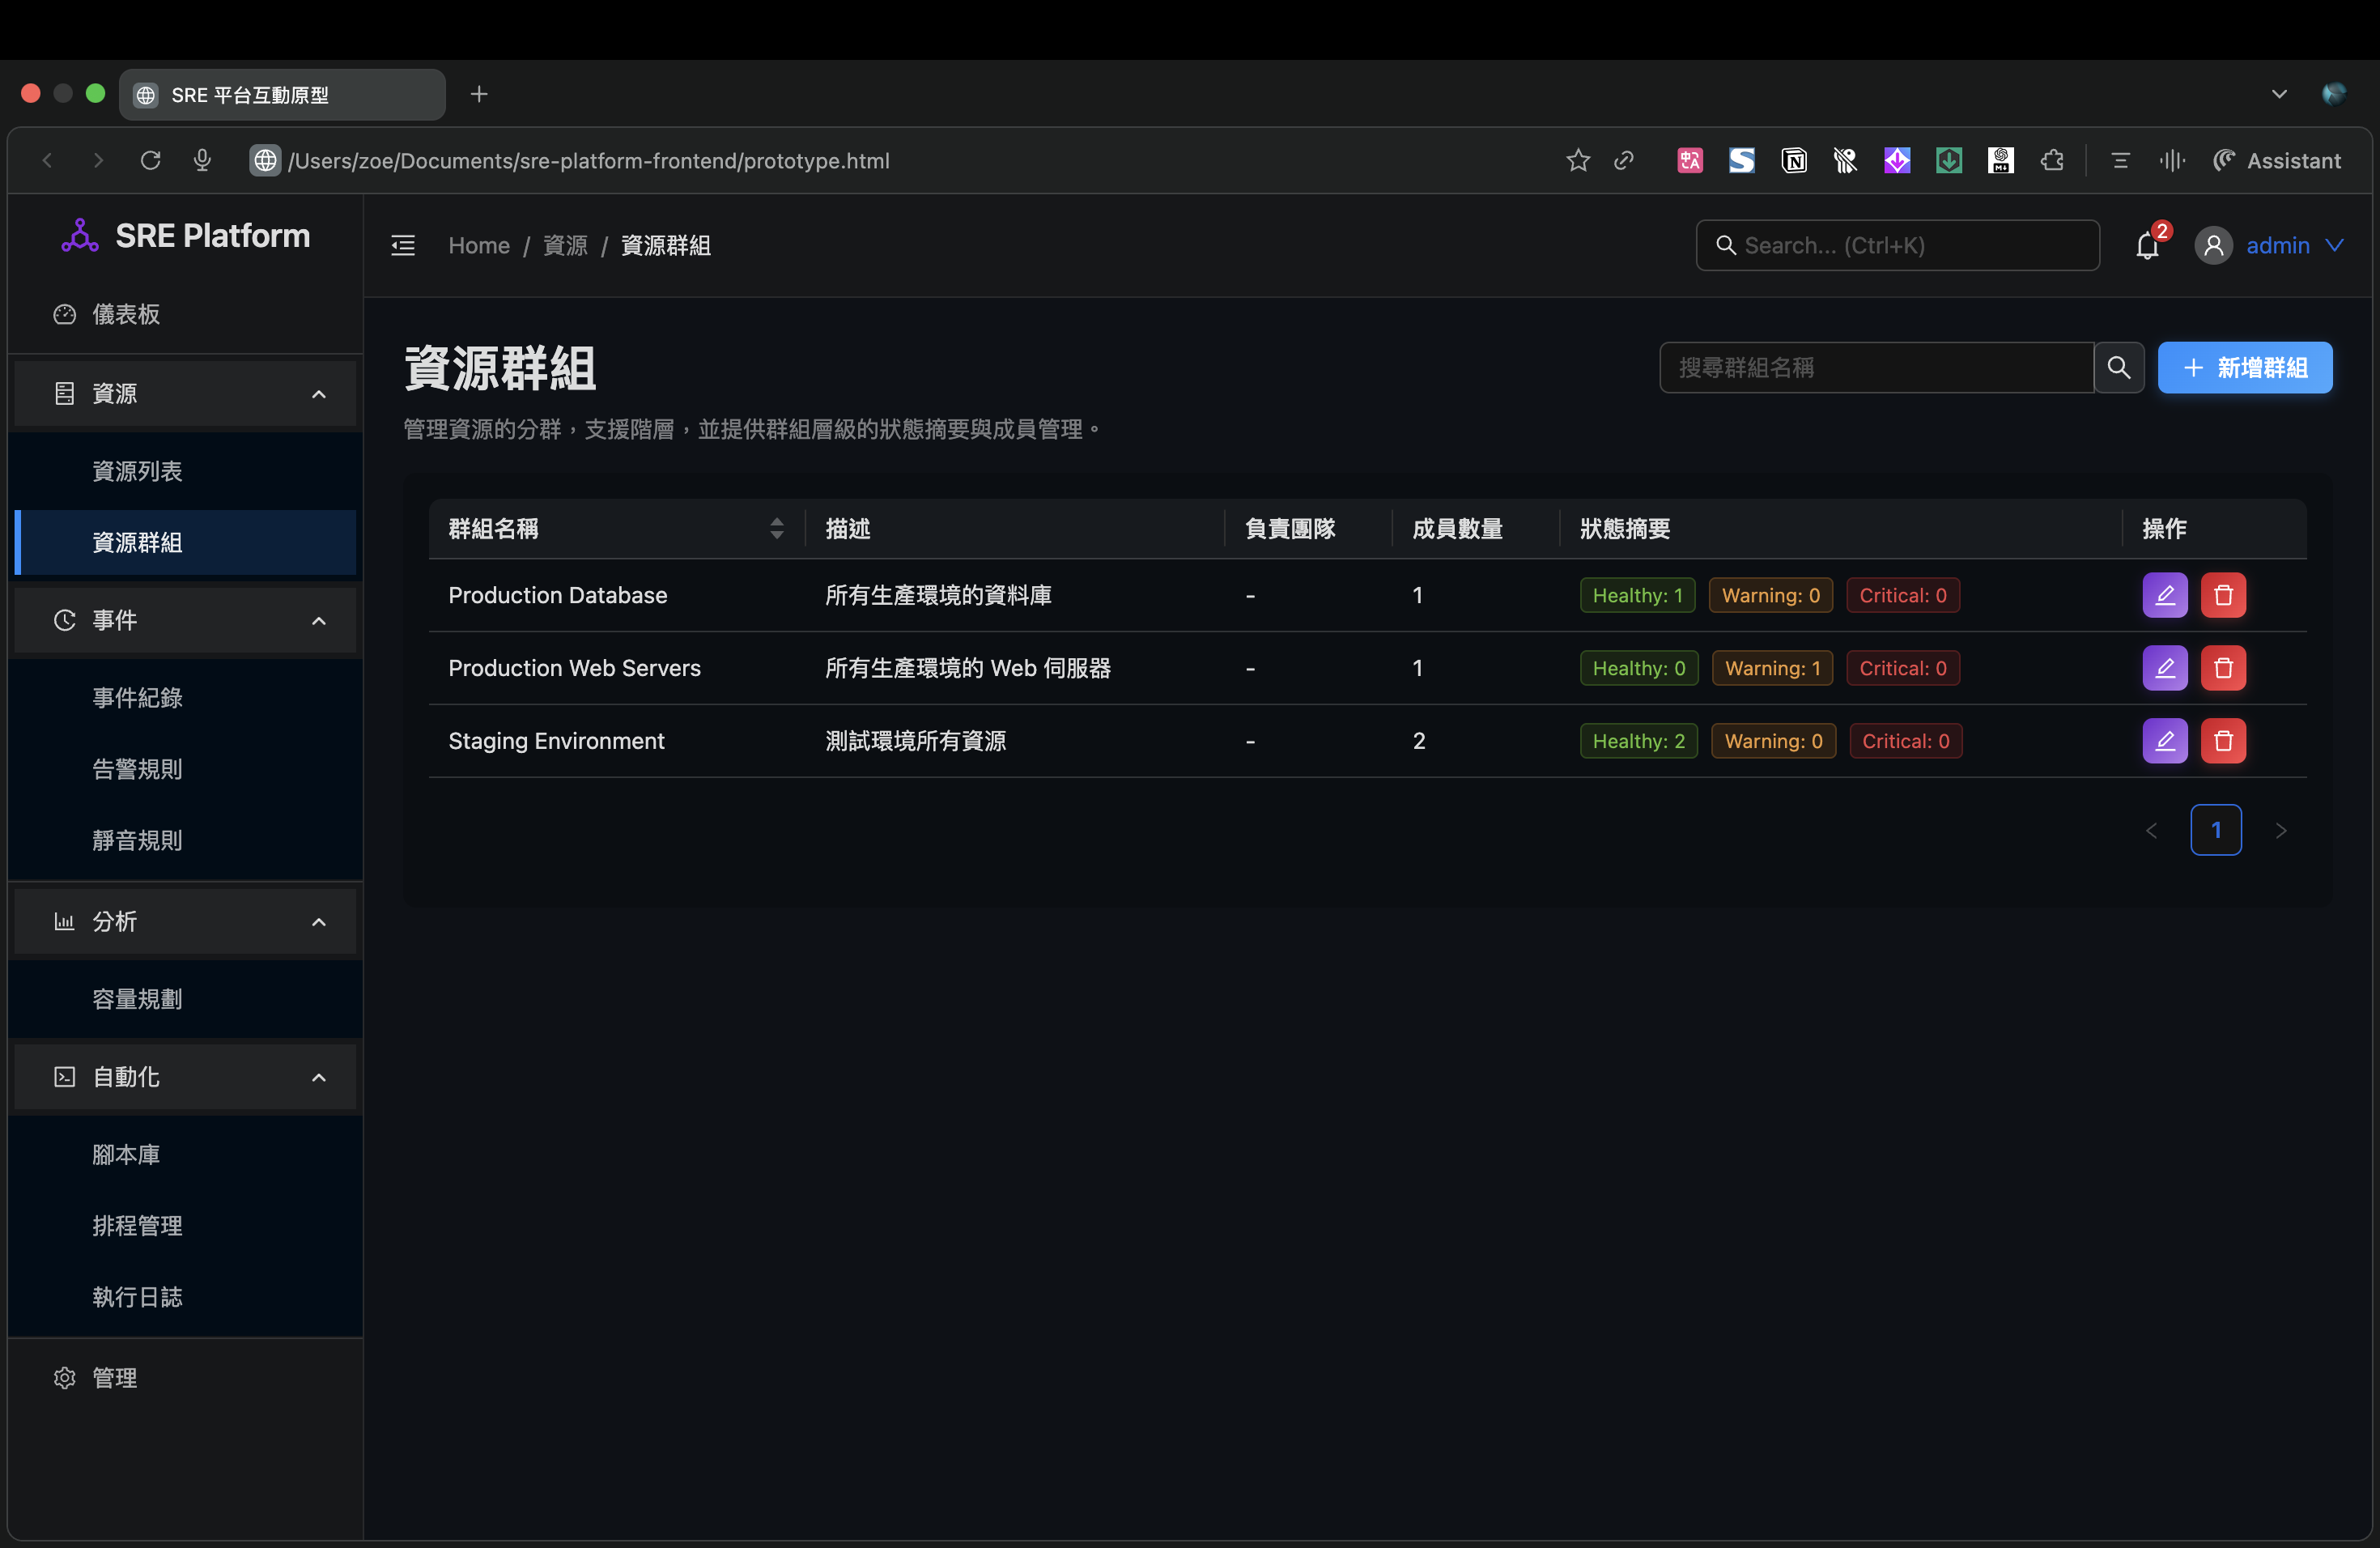 SRE 平台互動原型
/Users/zoe/Documents/sre-platform-frontend/prototype.html
Assistant
SRE Platform
Home / 資源 / 資源群組
Search... (Ctrl+K)
2
admin
儀表板
資源
資源列表
資源群組
事件
事件紀錄
告警規則
靜音規則
分析
容量規劃
自動化
腳本庫
排程管理
執行日誌
管理
資源群組
搜尋群組名稱
新增群組
管理資源的分群，支援階層，並提供群組層級的狀態摘要與成員管理。
群組名稱 描述 負責團隊 成員數量 狀態摘要 操作
Production Database 所有生產環境的資料庫 - 1 Healthy: 1 Warning: 0 Critical: 0
Production Web Servers 所有生產環境的 Web 伺服器 - 1 Healthy: 0 Warning: 1 Critical: 0
Staging Environment 測試環境所有資源 - 2 Healthy: 2 Warning: 0 Critical: 0
1